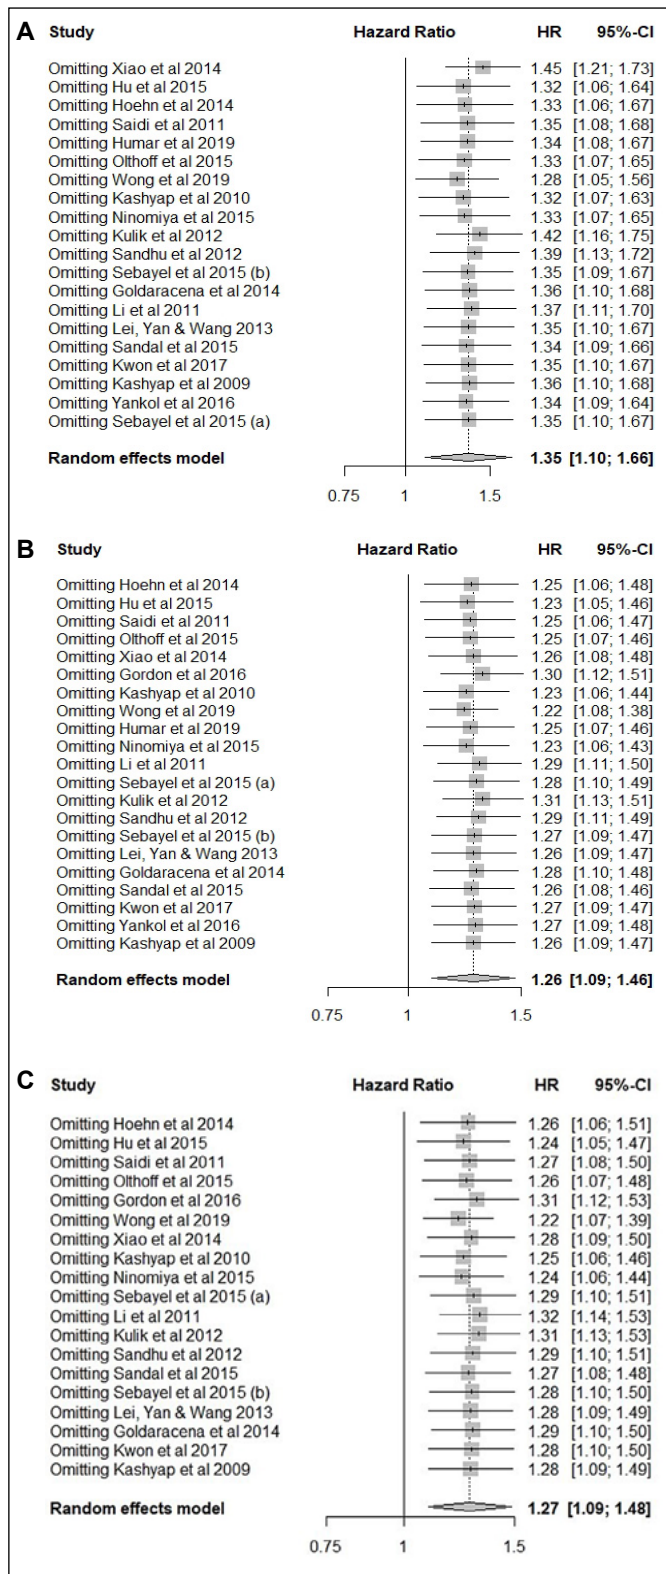 A Study Hazard Ratio HR 95%-CI
Omitting Xiao et al 2014 1.45 [1.21; 1.73]
Omitting Hu et al 2015 1.32 [1.06; 1.64]
Omitting Hoehn et al 2014 1.33 [1.06; 1.67]
Omitting Saidi et al 2011 1.35 [1.08; 1.68]
Omitting Humar et al 2019 1.34 [1.08; 1.67]
Omitting Olthoff et al 2015 1.33 [1.07; 1.65]
Omitting Wong et al 2019 1.28 [1.05; 1.56]
Omitting Kashyap et al 2010 1.32 [1.07; 1.63]
Omitting Ninomiya et al 2015 1.33 [1.07; 1.65]
Omitting Kulik et al 2012 1.42 [1.16; 1.75]
Omitting Sandhu et al 2012 1.39 [1.13; 1.72]
Omitting Sebayel et al 2015 (b) 1.35 [1.09; 1.67]
Omitting Goldaracena et al 2014 1.36 [1.10; 1.68]
Omitting Li et al 2011 1.37 [1.11; 1.70]
Omitting Lei, Yan & Wang 2013 1.35 [1.10; 1.67]
Omitting Sandal et al 2015 1.34 [1.09; 1.66]
Omitting Kwon et al 2017 1.35 [1.10; 1.67]
Omitting Kashyap et al 2009 1.36 [1.10; 1.68]
Omitting Yankol et al 2016 1.34 [1.09; 1.64]
Omitting Sebayel et al 2015 (a) 1.35 [1.10; 1.67]
Random effects model 1.35 [1.10; 1.66]
0.75 1 1.5
B Study Hazard Ratio HR 95%-CI
Omitting Hoehn et al 2014 1.25 [1.06; 1.48]
Omitting Hu et al 2015 1.23 [1.05; 1.46]
Omitting Saidi et al 2011 1.25 [1.06; 1.47]
Omitting Olthoff et al 2015 1.25 [1.07; 1.46]
Omitting Xiao et al 2014 1.26 [1.08; 1.48]
Omitting Gordon et al 2016 1.30 [1.12; 1.51]
Omitting Kashyap et al 2010 1.23 [1.06; 1.44]
Omitting Wong et al 2019 1.22 [1.08; 1.38]
Omitting Humar et al 2019 1.25 [1.07; 1.46]
Omitting Ninomiya et al 2015 1.23 [1.06; 1.43]
Omitting Li et al 2011 1.29 [1.11; 1.50]
Omitting Sebayel et al 2015 (a) 1.28 [1.10; 1.49]
Omitting Kulik et al 2012 1.31 [1.13; 1.51]
Omitting Sandhu et al 2012 1.29 [1.11; 1.49]
Omitting Sebayel et al 2015 (b) 1.27 [1.09; 1.47]
Omitting Lei, Yan & Wang 2013 1.26 [1.09; 1.47]
Omitting Goldaracena et al 2014 1.28 [1.10; 1.48]
Omitting Sandal et al 2015 1.26 [1.08; 1.46]
Omitting Kwon et al 2017 1.27 [1.09; 1.47]
Omitting Yankol et al 2016 1.27 [1.09; 1.48]
Omitting Kashyap et al 2009 1.26 [1.09; 1.47]
Random effects model 1.26 [1.09; 1.46]
0.75 1 1.5
C Study Hazard Ratio HR 95%-CI
Omitting Hoehn et al 2014 1.26 [1.06; 1.51]
Omitting Hu et al 2015 1.24 [1.05; 1.47]
Omitting Saidi et al 2011 1.27 [1.08; 1.50]
Omitting Olthoff et al 2015 1.26 [1.07; 1.48]
Omitting Gordon et al 2016 1.31 [1.12; 1.53]
Omitting Wong et al 2019 1.22 [1.07; 1.39]
Omitting Xiao et al 2014 1.28 [1.09; 1.50]
Omitting Kashyap et al 2010 1.25 [1.06; 1.46]
Omitting Ninomiya et al 2015 1.24 [1.06; 1.44]
Omitting Sebayel et al 2015 (a) 1.29 [1.10; 1.51]
Omitting Li et al 2011 1.32 [1.14; 1.53]
Omitting Kulik et al 2012 1.31 [1.13; 1.53]
Omitting Sandhu et al 2012 1.29 [1.10; 1.51]
Omitting Sandal et al 2015 1.27 [1.08; 1.48]
Omitting Sebayel et al 2015 (b) 1.28 [1.10; 1.50]
Omitting Lei, Yan & Wang 2013 1.28 [1.09; 1.49]
Omitting Goldaracena et al 2014 1.29 [1.10; 1.50]
Omitting Kwon et al 2017 1.28 [1.10; 1.50]
Omitting Kashyap et al 2009 1.28 [1.09; 1.49]
Random effects model 1.27 [1.09; 1.48]
0.75 1 1.5